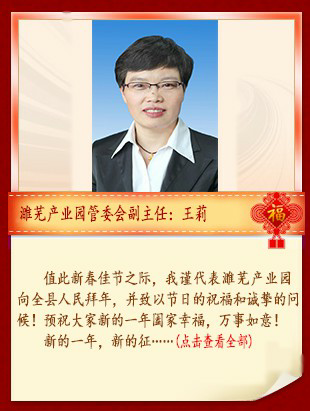 濉芜产业园管委会副主任：王莉
福
值此新春佳节之际，我谨代表濉芜产业园
向全县人民拜年，并致以节日的祝福和诚挚的问
候！预祝大家新的一年阖家幸福，万事如意！
新的一年，新的征……(点击查看全部)